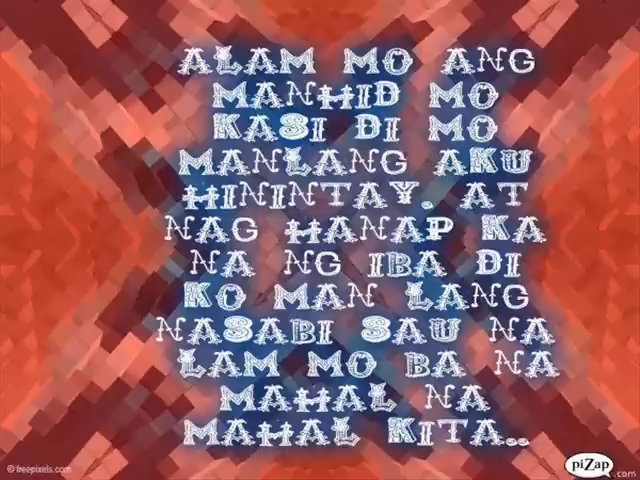 ALAM MO ANG
MANHID MO
KASI DI MO
MANLANG AKU
HININTAY. AT
NAG HANAP KA
NA NG IBA DI
KO MAN LANG
NASABI SAU NA
LAM MO BA NA
MAHAL NA
MAHAL KITA...
©freepixels.com
piZap
.com